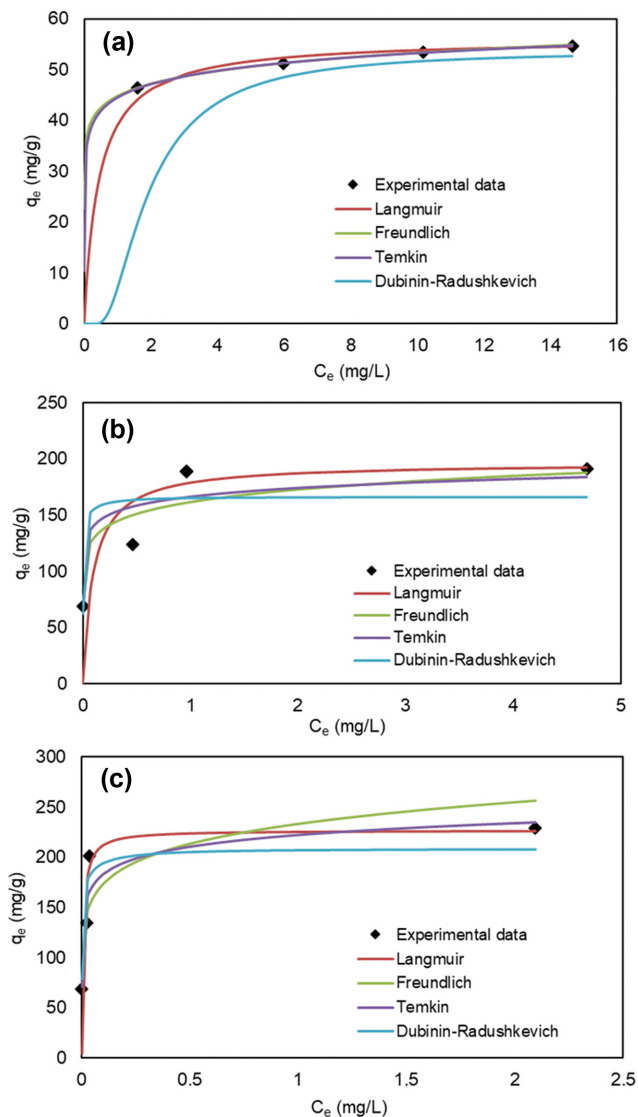 (a)
60
50
40
30
20
10
0
qe (mg/g)
Experimental data
Langmuir
Freundlich
Temkin
Dubinin-Radushkevich
0 2 4 6 8 10 12 14 16
Ce (mg/L)
(b)
250
200
150
100
50
0
qe (mg/g)
Experimental data
Langmuir
Freundlich
Temkin
Dubinin-Radushkevich
0 1 2 3 4 5
Ce (mg/L)
(c)
300
250
200
150
100
50
0
qe (mg/g)
Experimental data
Langmuir
Freundlich
Temkin
Dubinin-Radushkevich
0 0.5 1 1.5 2 2.5
Ce (mg/L)